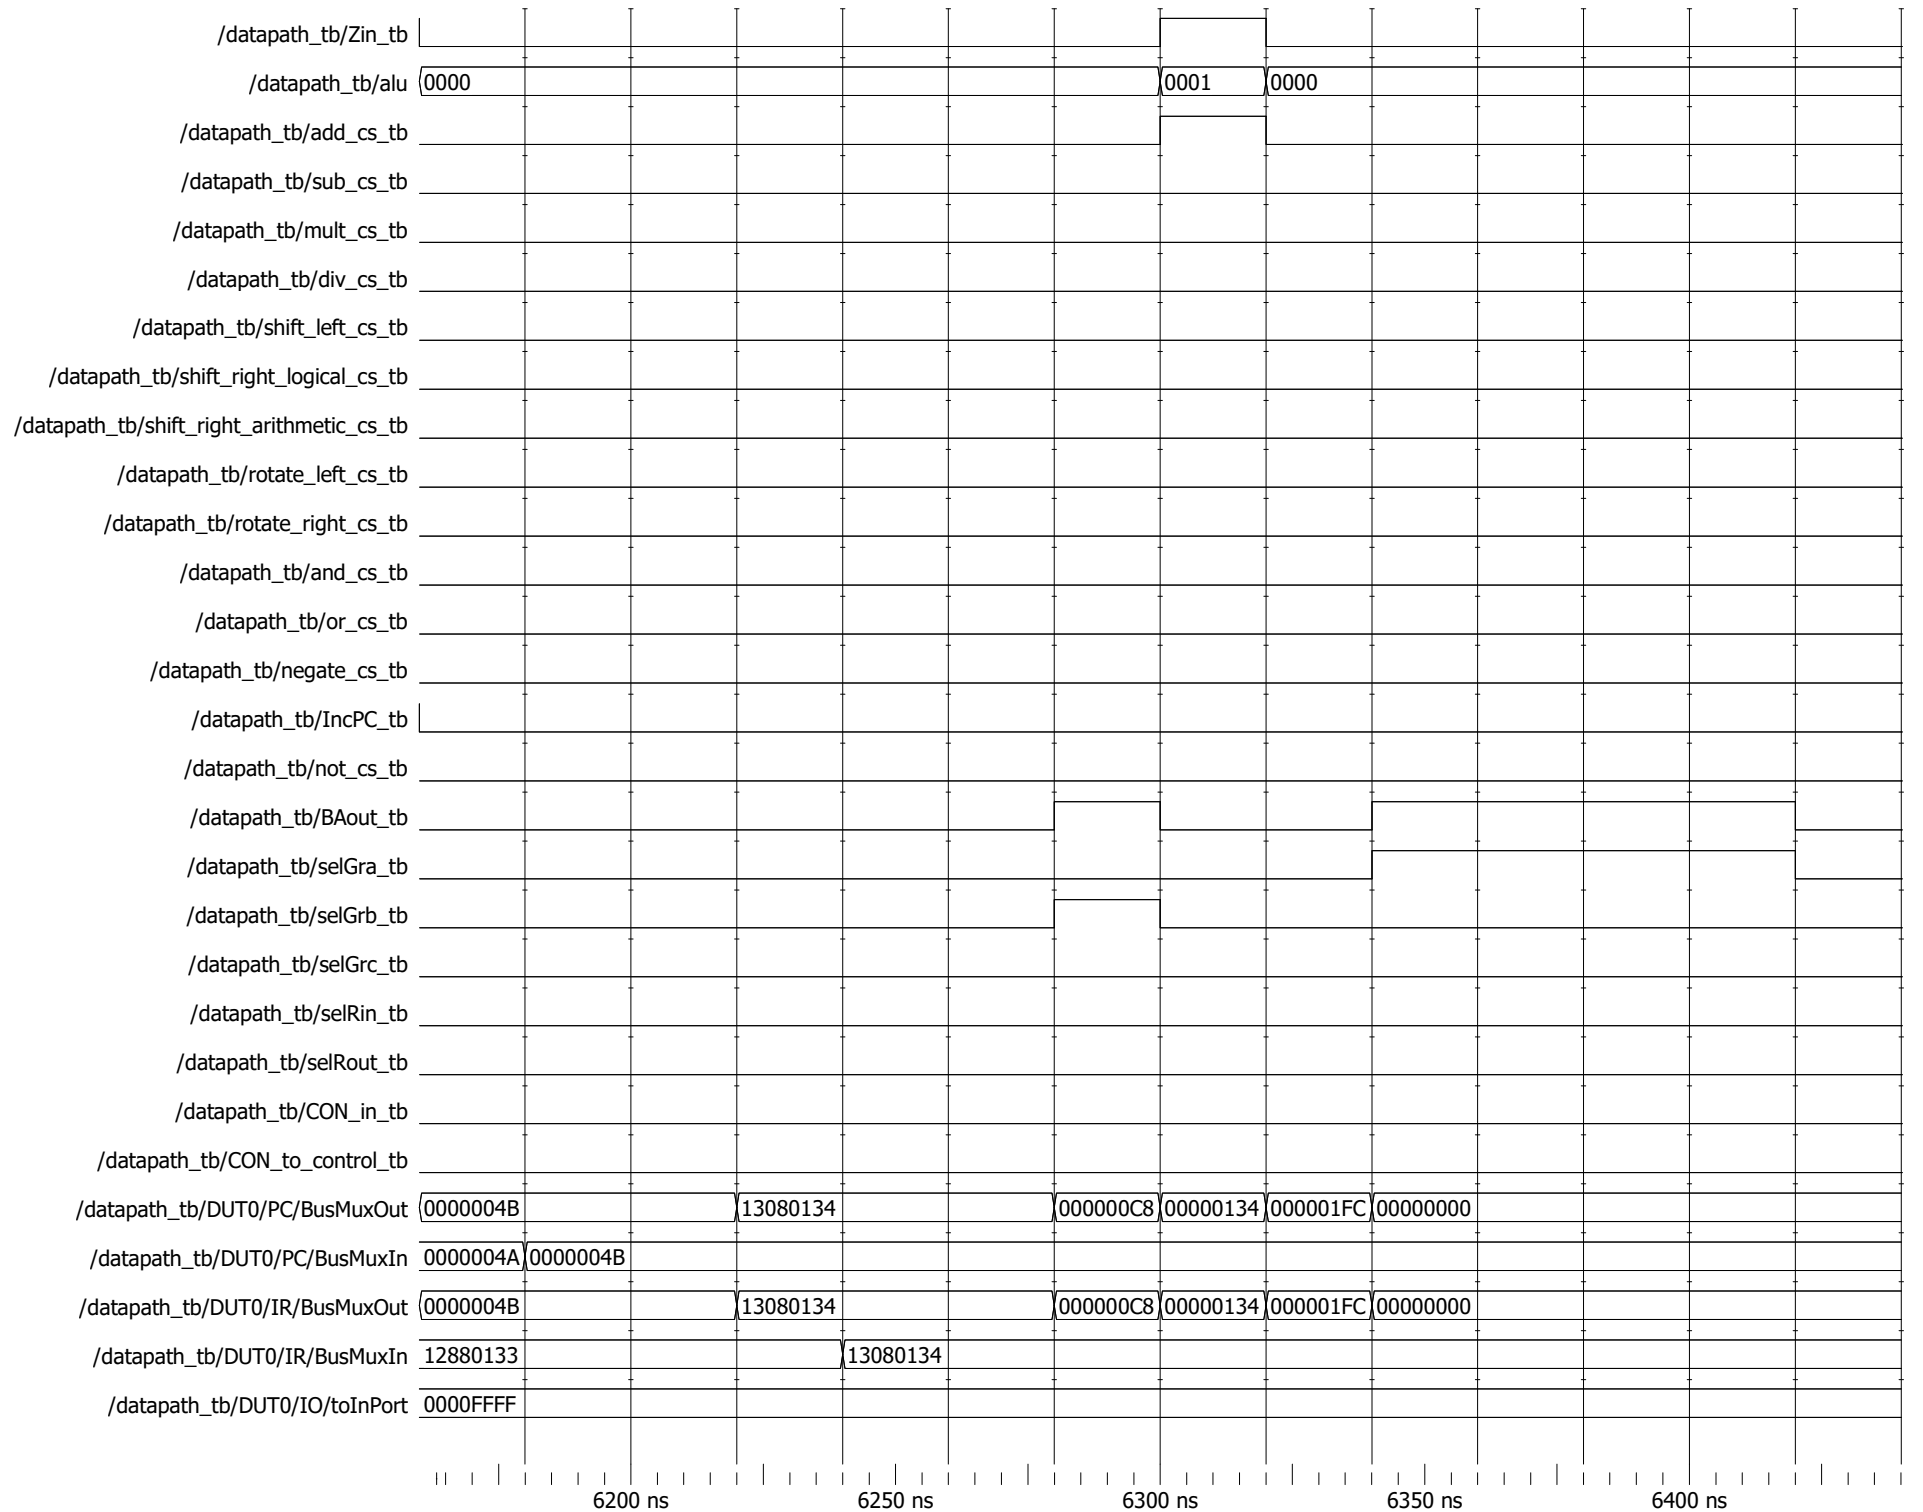 /datapath_tb/Zin_tb
/datapath_tb/alu 0000 0001 0000
/datapath_tb/add_cs_tb
/datapath_tb/sub_cs_tb
/datapath_tb/mult_cs_tb
/datapath_tb/div_cs_tb
/datapath_tb/shift_left_cs_tb
/datapath_tb/shift_right_logical_cs_tb
/datapath_tb/shift_right_arithmetic_cs_tb
/datapath_tb/rotate_left_cs_tb
/datapath_tb/rotate_right_cs_tb
/datapath_tb/and_cs_tb
/datapath_tb/or_cs_tb
/datapath_tb/negate_cs_tb
/datapath_tb/IncPC_tb
/datapath_tb/not_cs_tb
/datapath_tb/BAout_tb
/datapath_tb/selGra_tb
/datapath_tb/selGrb_tb
/datapath_tb/selGrc_tb
/datapath_tb/selRin_tb
/datapath_tb/selRout_tb
/datapath_tb/CON_in_tb
/datapath_tb/CON_to_control_tb
/datapath_tb/DUT0/PC/BusMuxOut 0000004B 13080134 000000C8 00000134 000001FC 00000000
/datapath_tb/DUT0/PC/BusMuxIn 0000004A 0000004B
/datapath_tb/DUT0/IR/BusMuxOut 0000004B 13080134 000000C8 00000134 000001FC 00000000
/datapath_tb/DUT0/IR/BusMuxIn 12880133 13080134
/datapath_tb/DUT0/IO/toInPort 0000FFFF
6200 ns 6250 ns 6300 ns 6350 ns 6400 ns